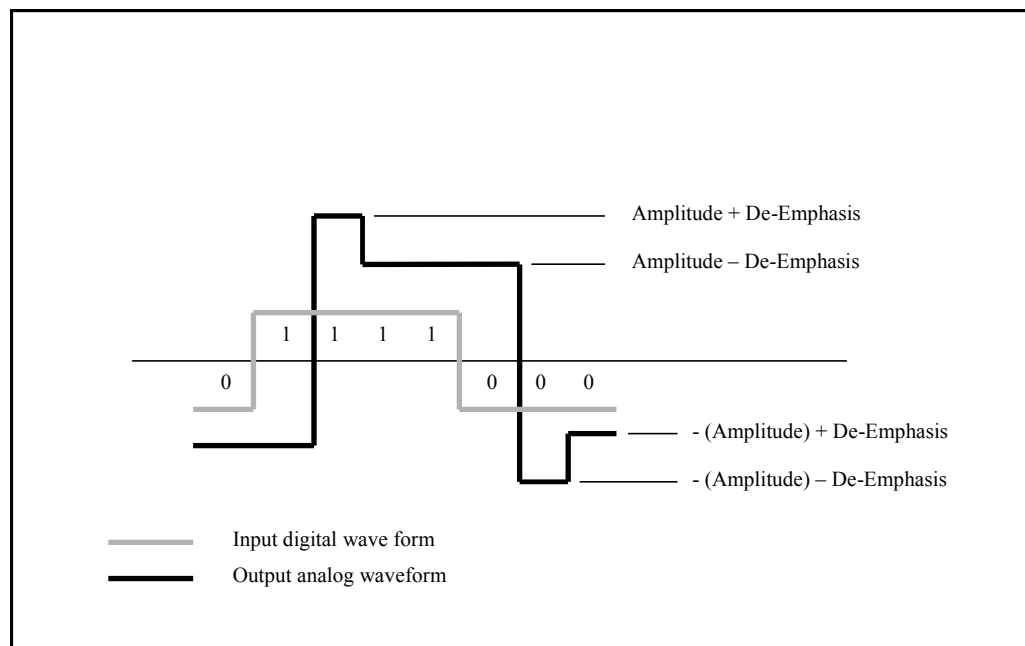 Amplitude + De-Emphasis
Amplitude – De-Emphasis
1 1 1 1
0 0 0 0
- (Amplitude) + De-Emphasis
- (Amplitude) – De-Emphasis
Input digital wave form
Output analog waveform